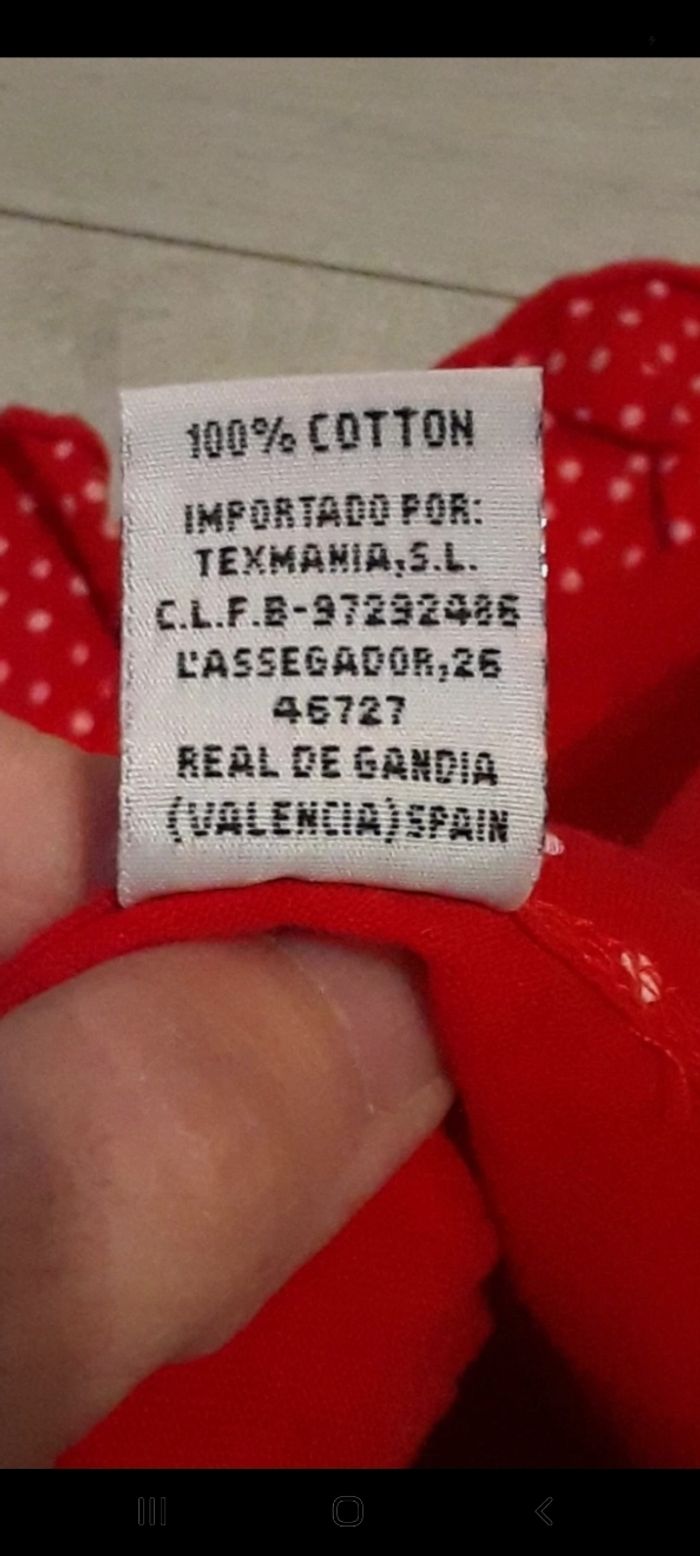 100% COTTON
IMPORTADO POR:
TEXMANIA,S.L.
C.L.F.B-97292486
L'ASSEGADOR,26
46727
REAL DE GANDIA
(VALENCIA)SPAIN